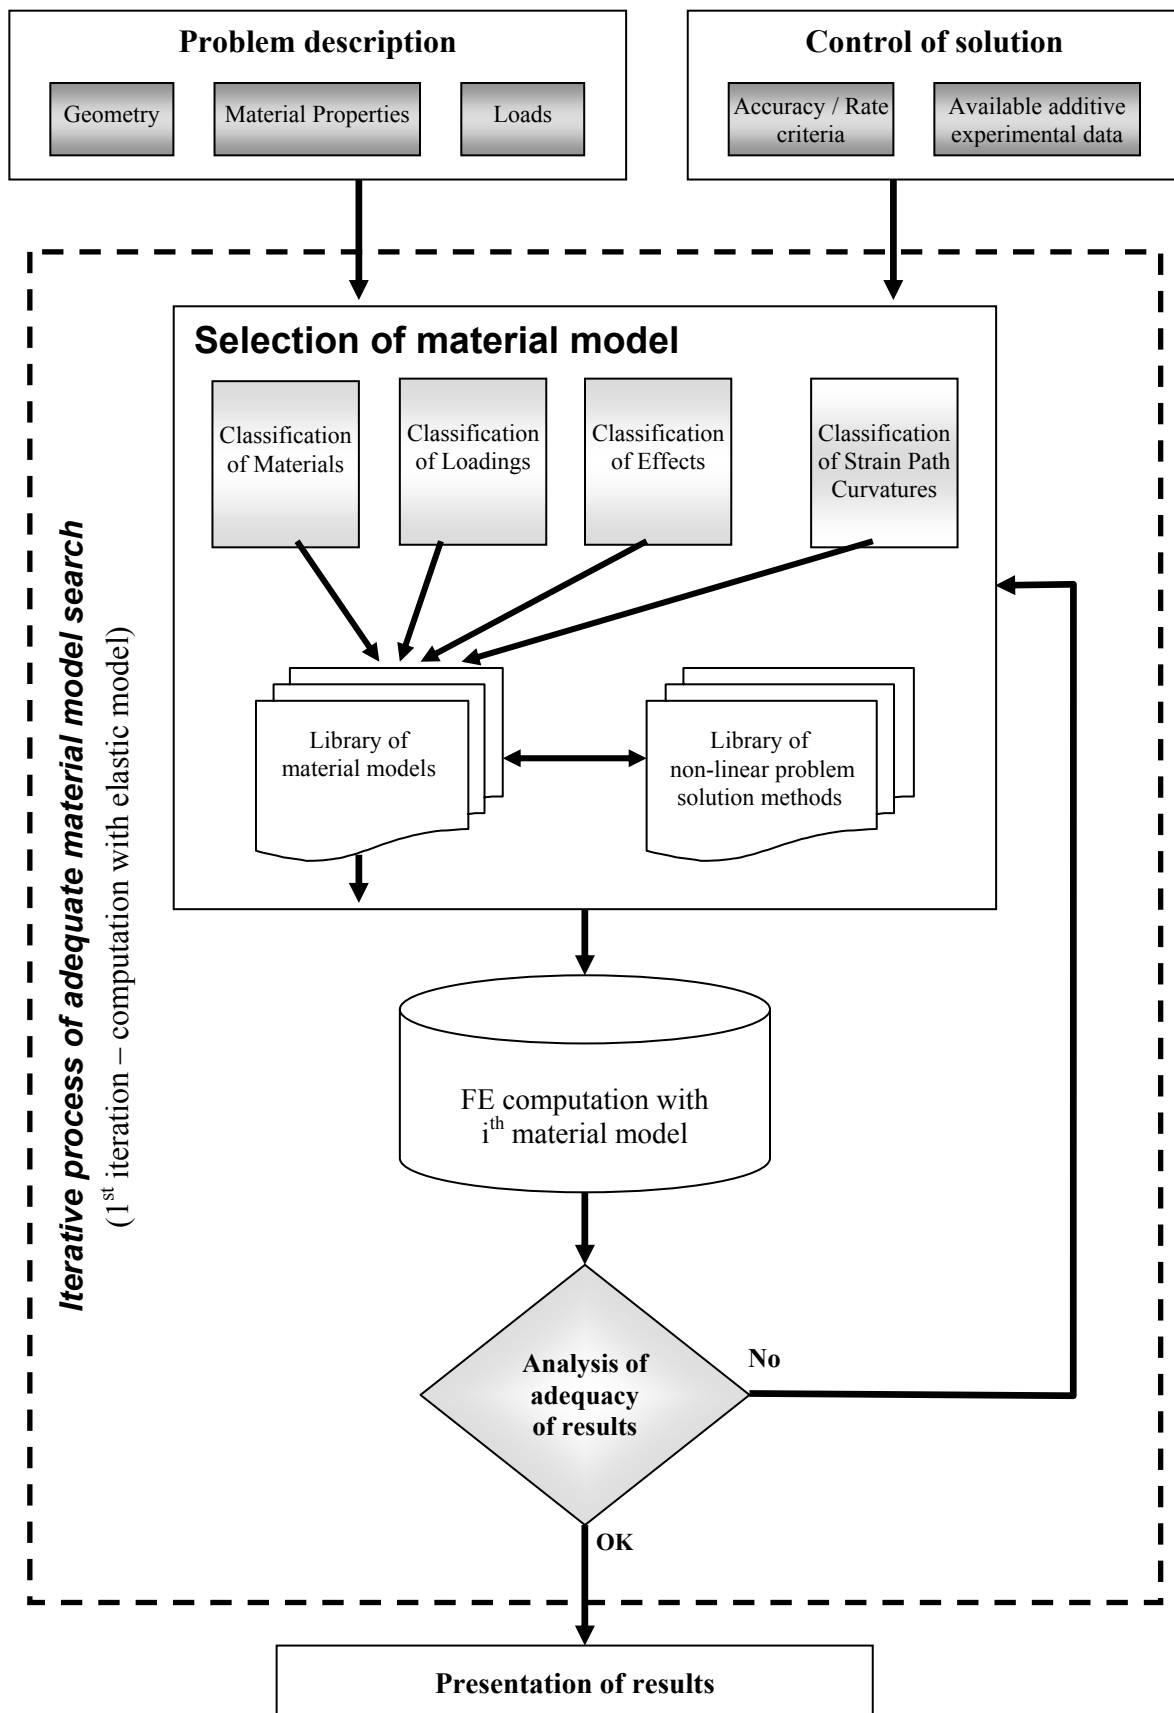 Problem description
Geometry
Material Properties
Loads
Control of solution
Accuracy / Rate
criteria
Available additive
experimental data
Iterative process of adequate material model search
(1st iteration – computation with elastic model)
Selection of material model
Classification
of Materials
Classification
of Loadings
Classification
of Effects
Classification
of Strain Path
Curvatures
Library of
material models
Library of
non-linear problem
solution methods
FE computation with
ith material model
Analysis of
adequacy
of results
No
OK
Presentation of results